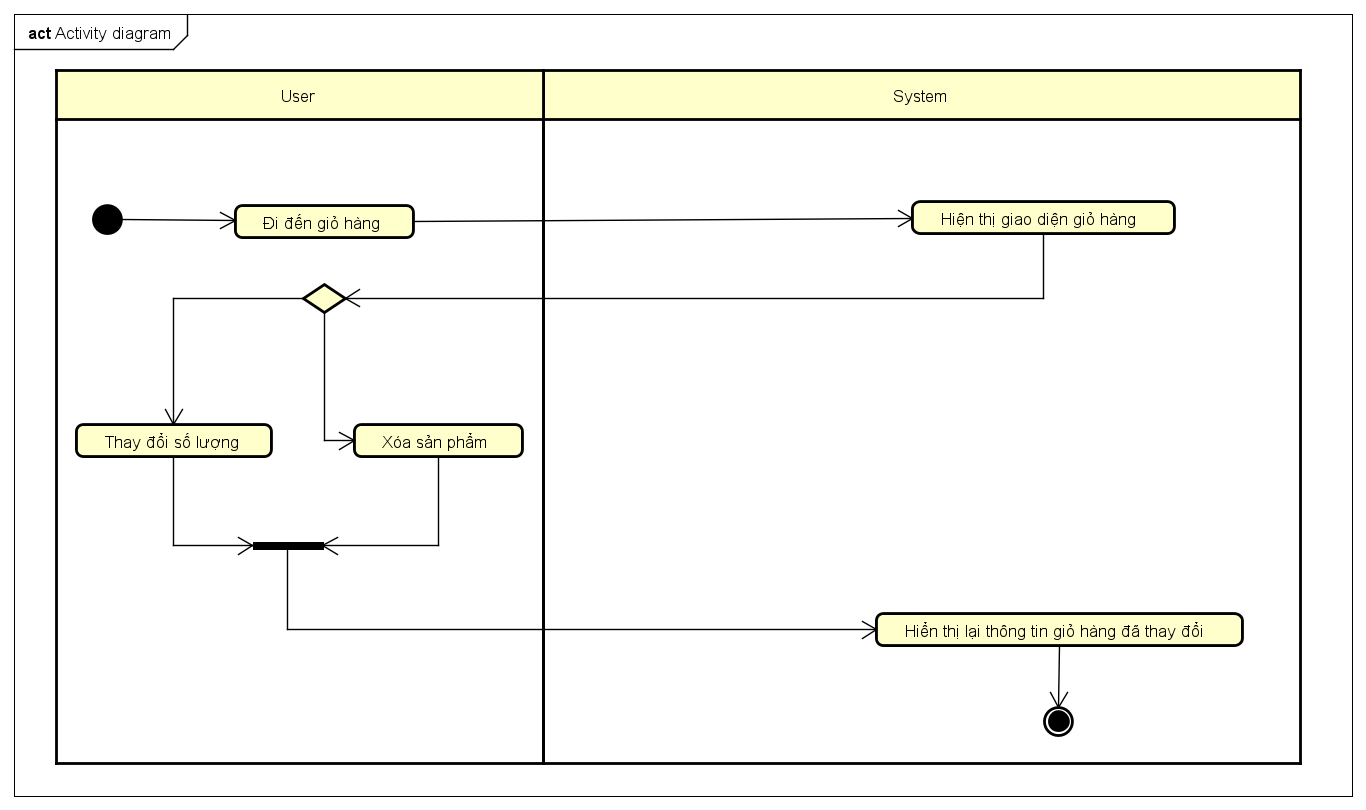 act Activity diagram
User
System
Đi đến giỏ hàng
Hiện thị giao diện giỏ hàng
Thay đổi số lượng
Xóa sản phẩm
Hiển thị lại thông tin giỏ hàng đã thay đổi